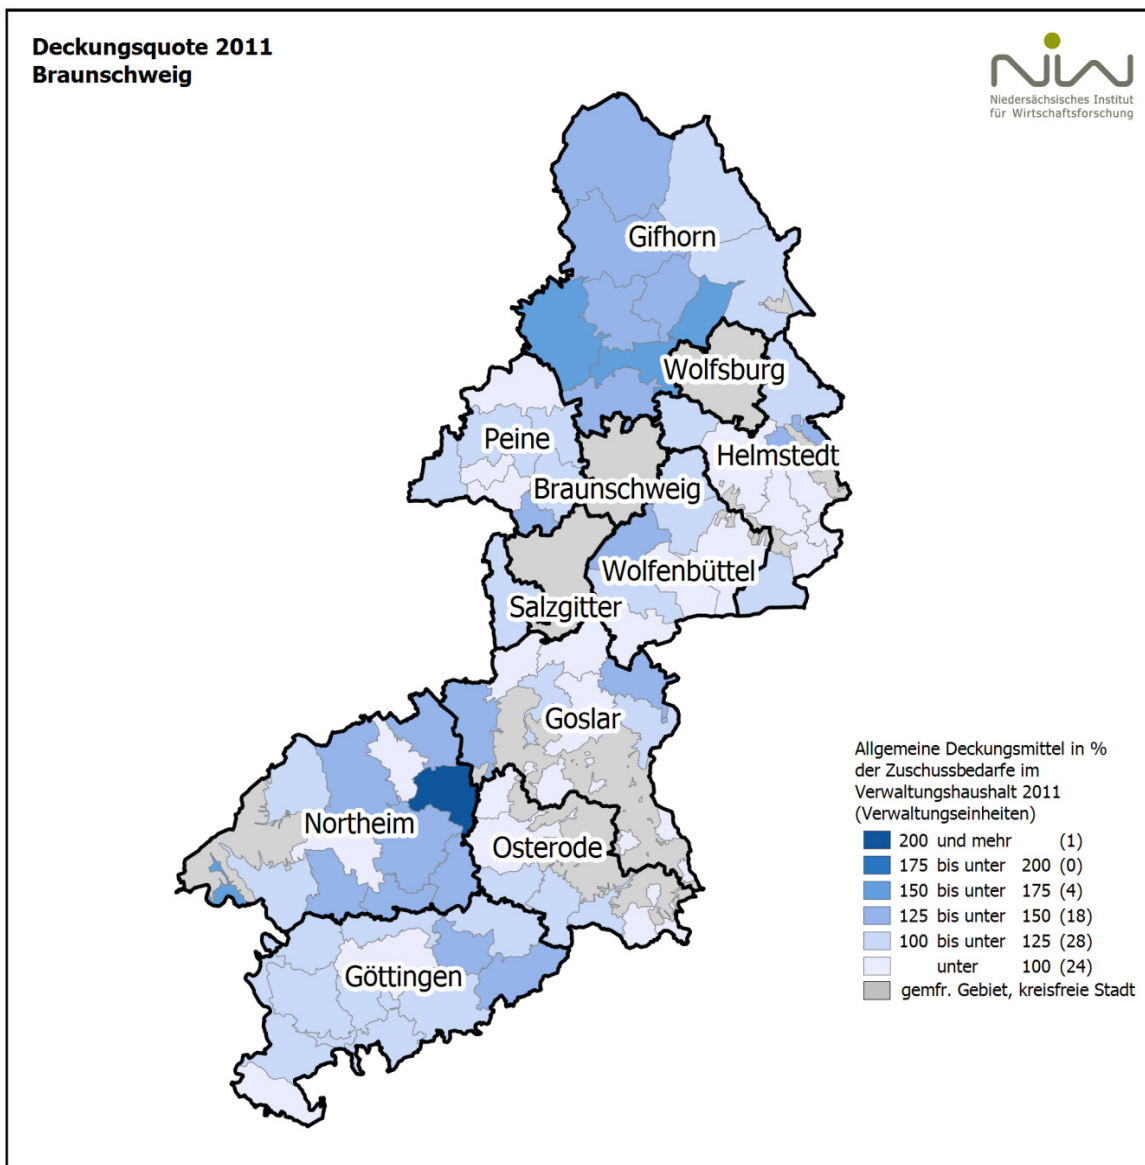 Deckungsquote 2011
Braunschweig
NIW
Niedersächsisches Institut
für Wirtschaftsforschung
Gifhorn
Wolfsburg
Peine
Helmstedt
Braunschweig
Wolfenbüttel
Salzgitter
Goslar
Northeim
Osterode
Göttingen
Allgemeine Deckungsmittel in %
der Zuschussbedarfe im
Verwaltungshaushalt 2011
(Verwaltungseinheiten)
200 und mehr (1)
175 bis unter 200 (0)
150 bis unter 175 (4)
125 bis unter 150 (18)
100 bis unter 125 (28)
unter 100 (24)
gemfr. Gebiet, kreisfreie Stadt